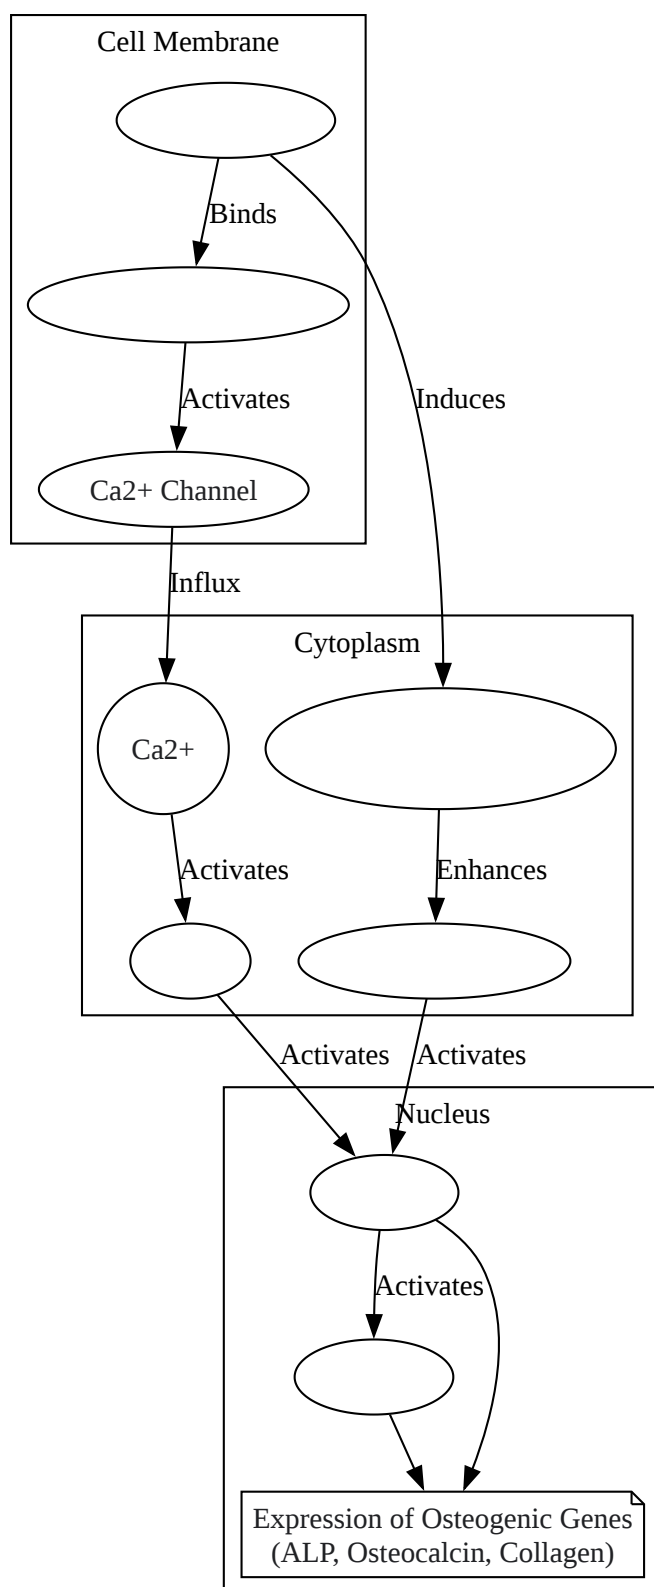 Cell Membrane
Binds
Activates
Induces
Ca2+ Channel
Influx
Cytoplasm
Ca2+
Activates
Enhances
Activates
Activates
Nucleus
Activates
Expression of Osteogenic Genes
(ALP, Osteocalcin, Collagen)